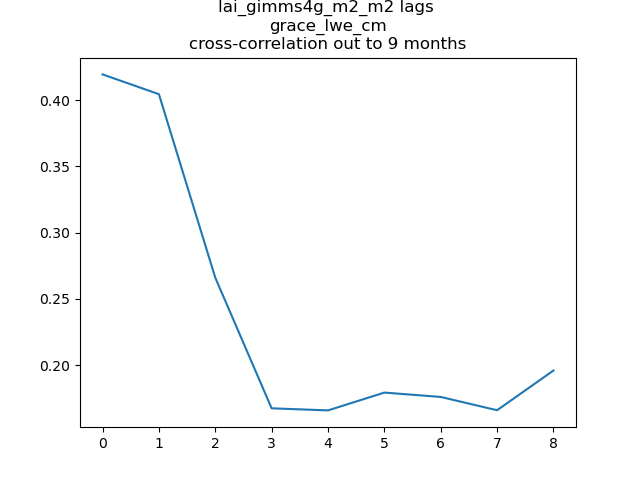 lai_gimms4g_m2_m2 lags
grace_lwe_cm
cross-correlation out to 9 months
0.40
0.35
0.30
0.25
0.20
0 1 2 3 4 5 6 7 8